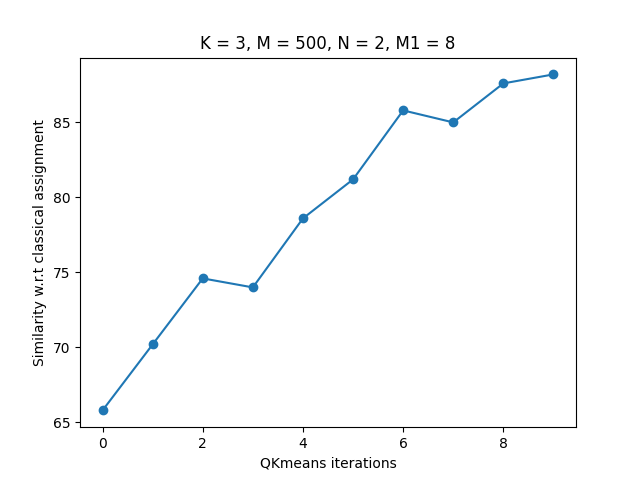 K = 3, M = 500, N = 2, M1 = 8
Similarity w.r.t classical assignment
85
80
75
70
65
0 2 4 6 8
QKmeans iterations